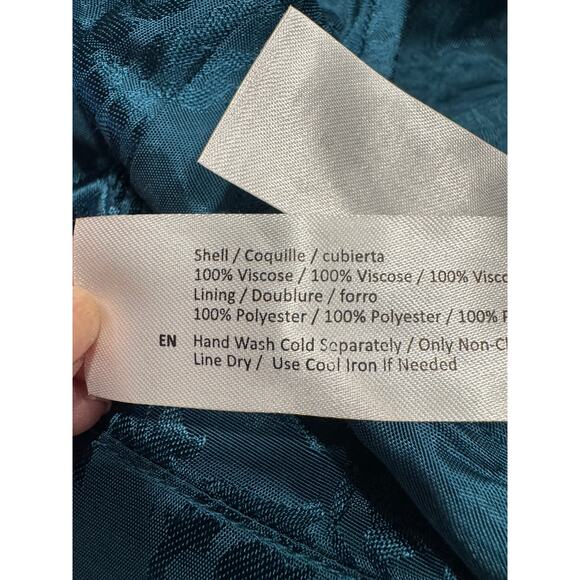 Shell / Coquille / cubierta
100% Viscose / 100% Viscose / 100% Visco
Lining / Doublure / forro
100% Polyester / 100% Polyester / 100%
EN Hand Wash Cold Separately / Only Non-C
Line Dry / Use Cool Iron If Needed